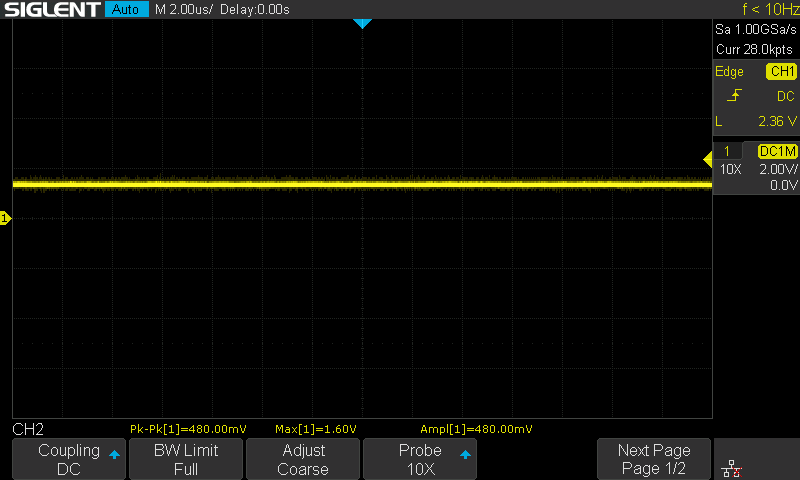 SIGLENT Auto M 2.00us/ Delay:0.00s f < 10Hz
Sa 1.00GSa/s
Curr 28.0kpts
Edge CH1
DC
L 2.36 V
1 DC1M
10X 2.00V/
0.0V
1
CH2 Pk-Pk[1]=480.00mV Max[1]=1.60V Ampl[1]=480.00mV
Coupling BW Limit Adjust Probe Next Page
DC Full Coarse 10X Page 1/2